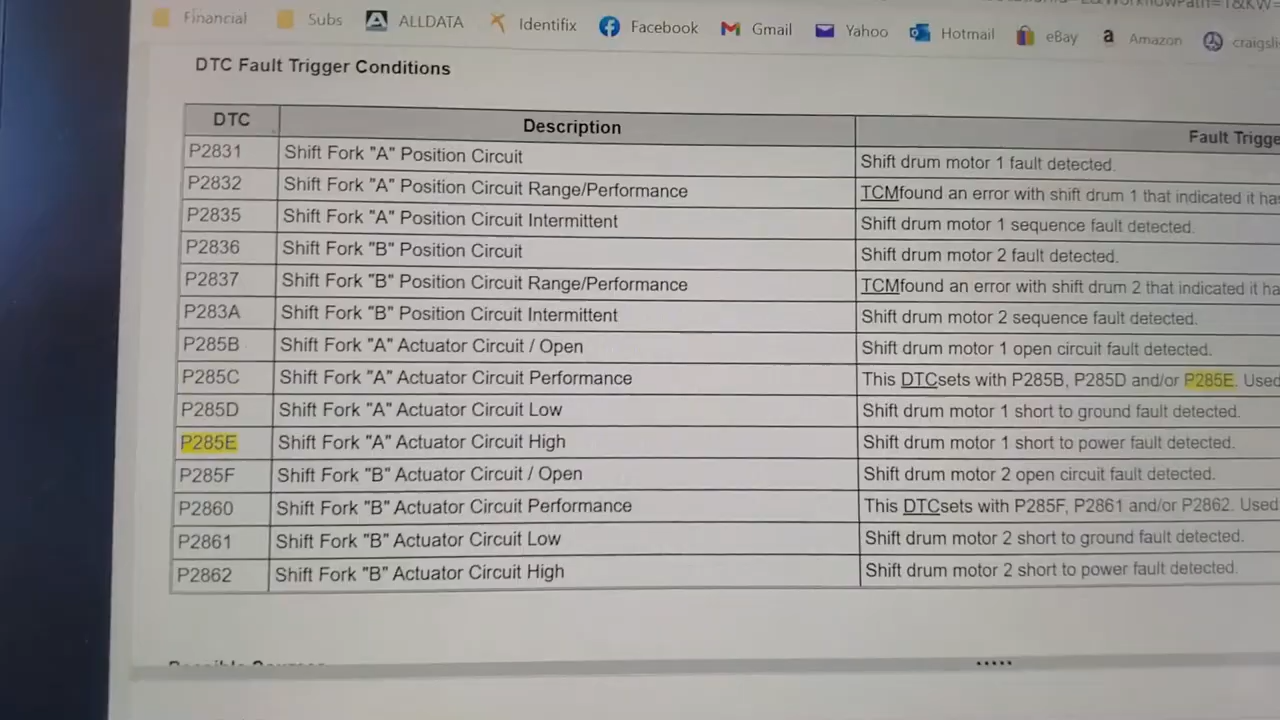 Financial Subs ALLDATA Identifix Facebook Gmail Yahoo Hotmail eBay Amazon
DTC Fault Trigger Conditions
DTC Description
P2831 Shift Fork "A" Position Circuit Shift drum motor 1 fault detected.
P2832 Shift Fork "A" Position Circuit Range/Performance TCMfound an error with shift drum 1 that indicated it
P2835 Shift Fork "A" Position Circuit Intermittent Shift drum motor 1 sequence fault detected.
P2836 Shift Fork "B" Position Circuit Shift drum motor 2 fault detected.
P2837 Shift Fork "B" Position Circuit Range/Performance TCMfound an error with shift drum 2 that indicated it
P283A Shift Fork "B" Position Circuit Intermittent Shift drum motor 2 sequence fault detected.
P285B Shift Fork "A" Actuator Circuit / Open Shift drum motor 1 open circuit fault detected.
P285C Shift Fork "A" Actuator Circuit Performance This DTCsets with P285B, P285D and/or P285E. Used
P285D Shift Fork "A" Actuator Circuit Low Shift drum motor 1 short to ground fault detected.
P285E Shift Fork "A" Actuator Circuit High Shift drum motor 1 short to power fault detected.
P285F Shift Fork "B" Actuator Circuit / Open Shift drum motor 2 open circuit fault detected.
P2860 Shift Fork "B" Actuator Circuit Performance This DTCsets with P285F, P2861 and/or P2862. Used
P2861 Shift Fork "B" Actuator Circuit Low Shift drum motor 2 short to ground fault detected.
P2862 Shift Fork "B" Actuator Circuit High Shift drum motor 2 short to power fault detected.